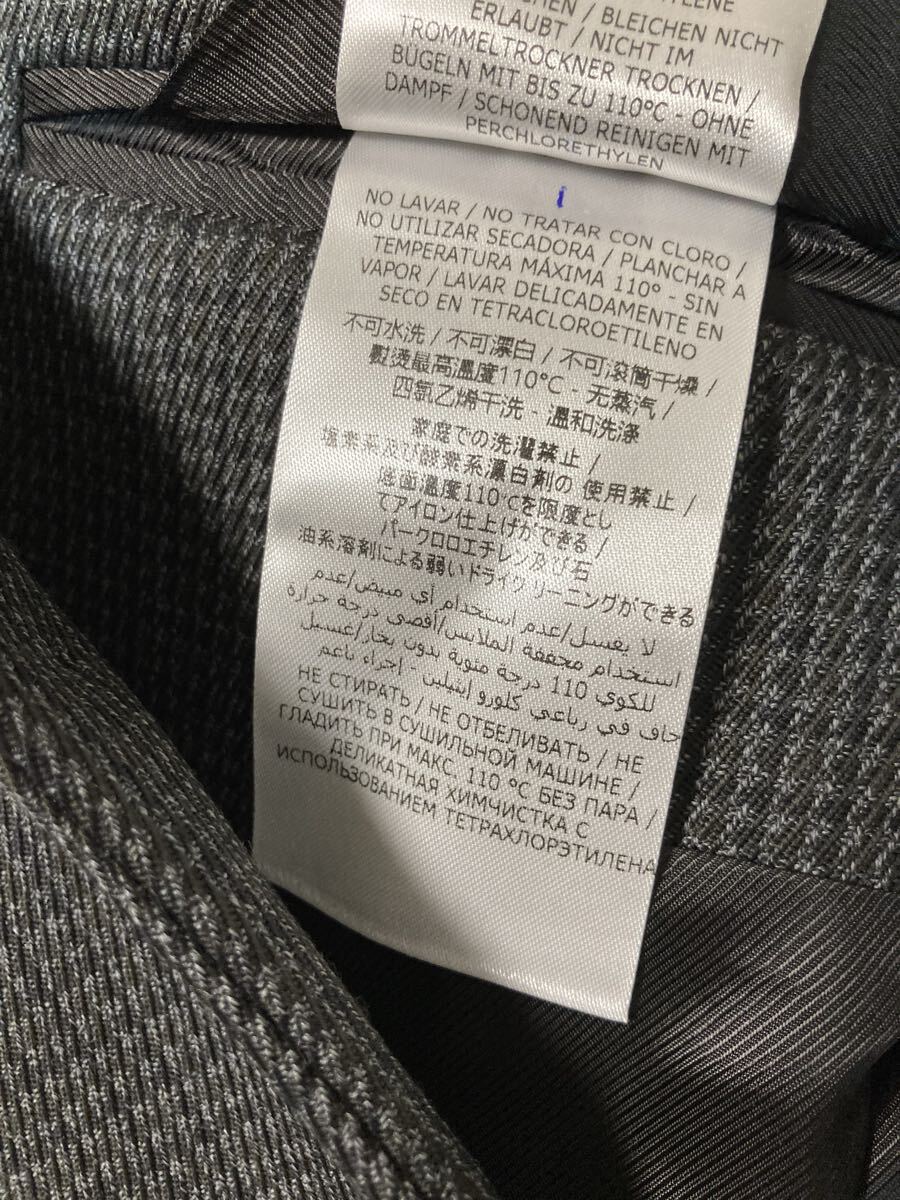 HYLENE
BLEICHEN NICHT
ERLAUBT / NICHT IM
TROMMELTROCKNER TROCKNEN /
BÜGELN MIT BIS ZU 110°C - OHNE
DAMPF / SCHONEND REINIGEN MIT
PERCHLORETHYLEN
i
NO LAVAR / NO TRATAR CON CLORO /
NO UTILIZAR SECADORA / PLANCHAR A
TEMPERATURA MÁXIMA 110° - SIN
VAPOR / LAVAR DELICADAMENTE EN
SECO EN TETRACLOROETILENO
不可水洗 / 不可漂白 / 不可滚筒干燥 /
熨烫最高溫度110°C - 无蒸汽 /
四氯乙烯干洗 - 溫和洗涤
家庭での洗濯禁止 /
塩素系及び酸素系漂白剤の 使用禁止 /
底面温度110℃を限度とし
てアイロン仕上げができる /
パークロロエチレン及び石
油系溶剤による弱いドライク リーニングができる
لا يغسل/عدم استخدام أي مبيض/عدم
استخدام مجففة الملابس/أقصى درجة حرارة
للكوي 110 درجة مئوية بدون بخار/غسيل
جاف في رباعي كلورو إيثيلين - إجراء ناعم
НЕ СТИРАТЬ / НЕ ОТБЕЛИВАТЬ / НЕ
СУШИТЬ В СУШИЛЬНОЙ МАШИНЕ /
ГЛАДИТЬ ПРИ МАКС. 110 °C БЕЗ ПАРА /
ДЕЛИКАТНАЯ ХИМЧИСТКА С
ИСПОЛЬЗОВАНИЕМ ТЕТРАХЛОРЭТИЛЕНА